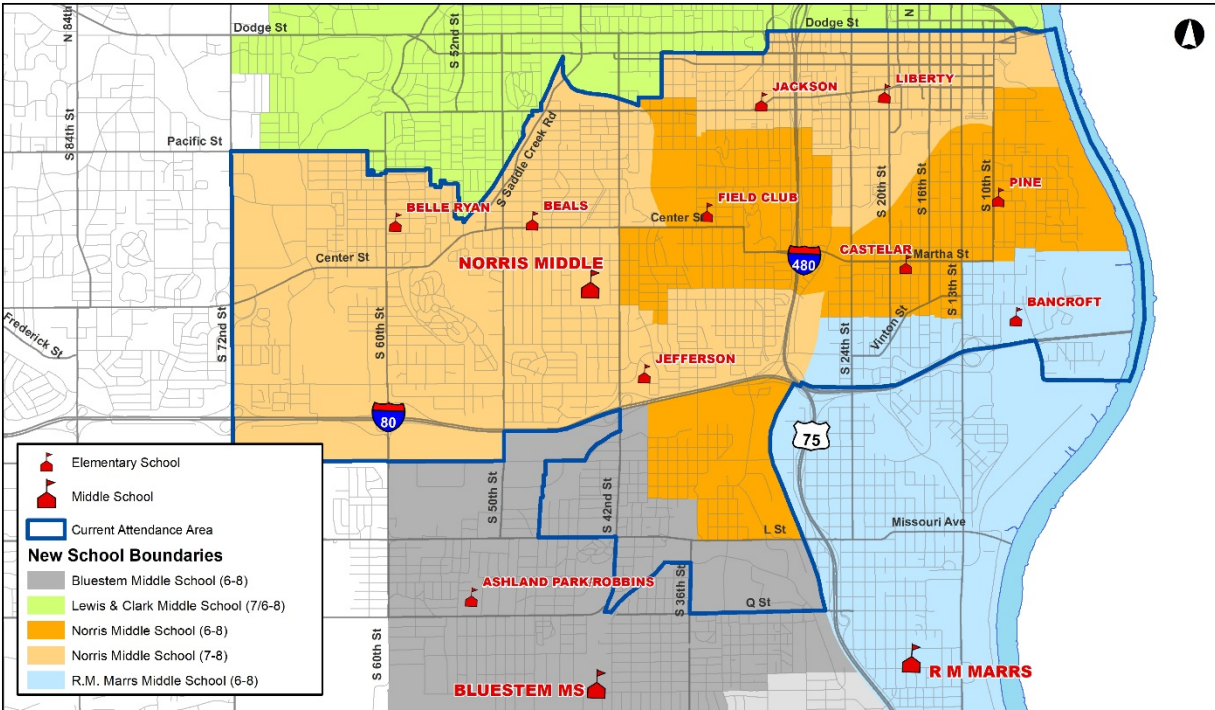 N 84th St
Dodge St
S 52nd St
Dodge St
N
S 84th St
JACKSON
LIBERTY
Pacific St
S Saddle Creek Rd
S 20th St
S 16th St
S 10th St
PINE
BELLE RYAN
BEALS
Center St
FIELD CLUB
CASTELAR
Martha St
Center St
NORRIS MIDDLE
480
S 13th St
BANCROFT
Frederick St
S 72nd St
S 60th St
S 24th St
Vinton St
JEFFERSON
80
75
S 50th St
S 42nd St
L St
Missouri Ave
ASHLAND PARK/ROBBINS
S 36th St
Q St
S 60th St
BLUESTEM MS
R M MARRS
Elementary School
Middle School
Current Attendance Area
New School Boundaries
Bluestem Middle School (6-8)
Lewis & Clark Middle School (7/6-8)
Norris Middle School (6-8)
Norris Middle School (7-8)
R.M. Marrs Middle School (6-8)